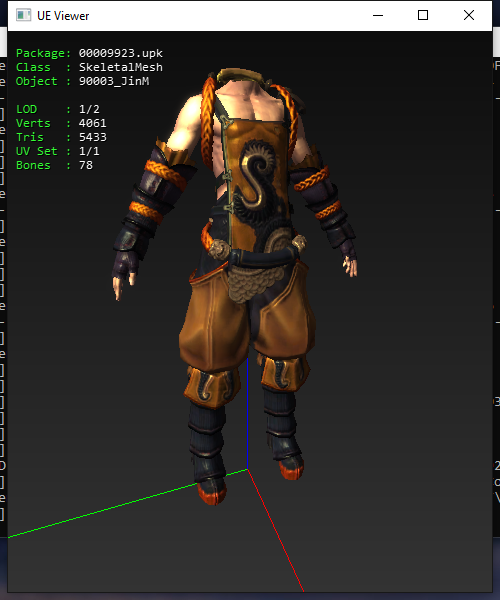 UE Viewer
Package: 00009923.upk
Class  : SkeletalMesh
Object : 90003_JinM
LOD    : 1/2
Verts  : 4061
Tris   : 5433
UV Set : 1/1
Bones  : 78